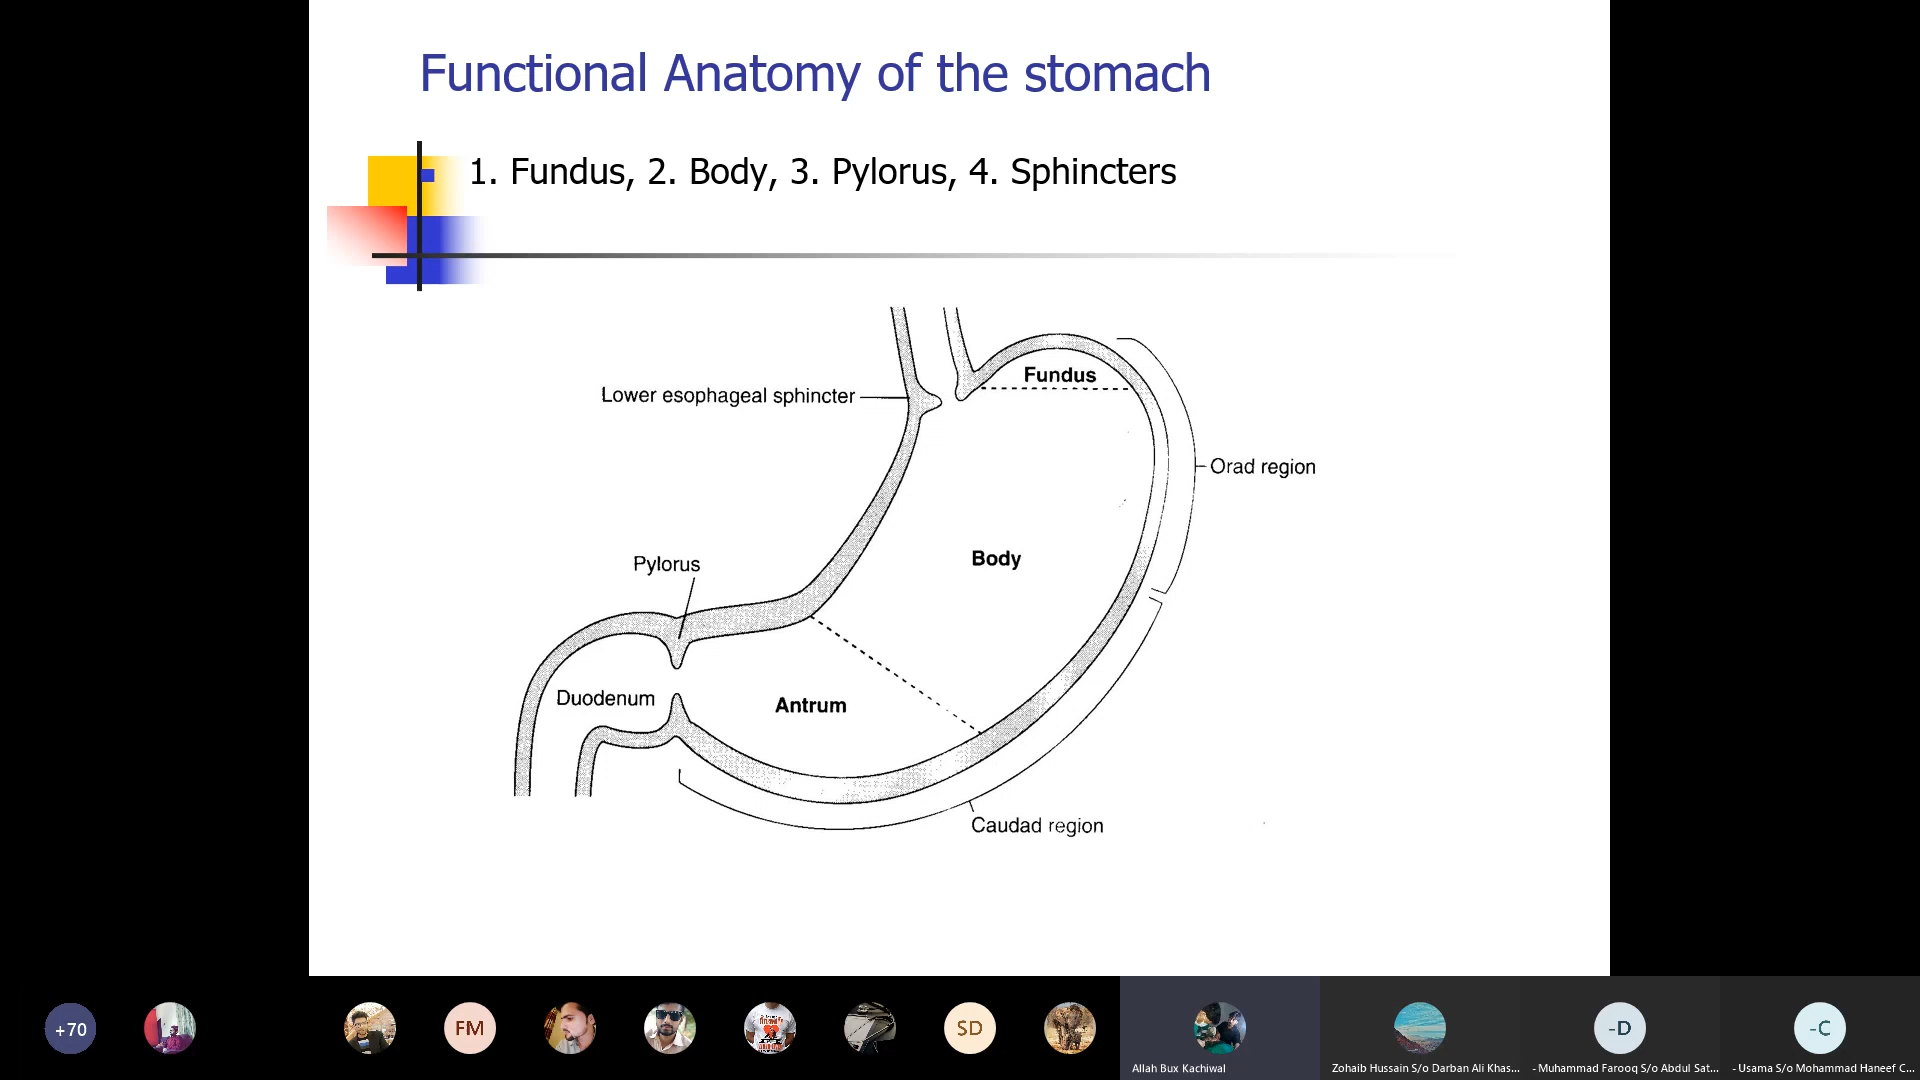 Functional Anatomy of the stomach
1. Fundus, 2. Body, 3. Pylorus, 4. Sphincters
Fundus
Lower esophageal sphincter
Orad region
Body
Pylorus
Duodenum
Antrum
Caudad region
+70
FM
SD
-D
-C
Allah Bux Kachiwal
Zohaib Hussain S/o Darban Ali Khas...
- Muhammad Farooq S/o Abdul Sat...
- Usama S/o Mohammad Haneef C...